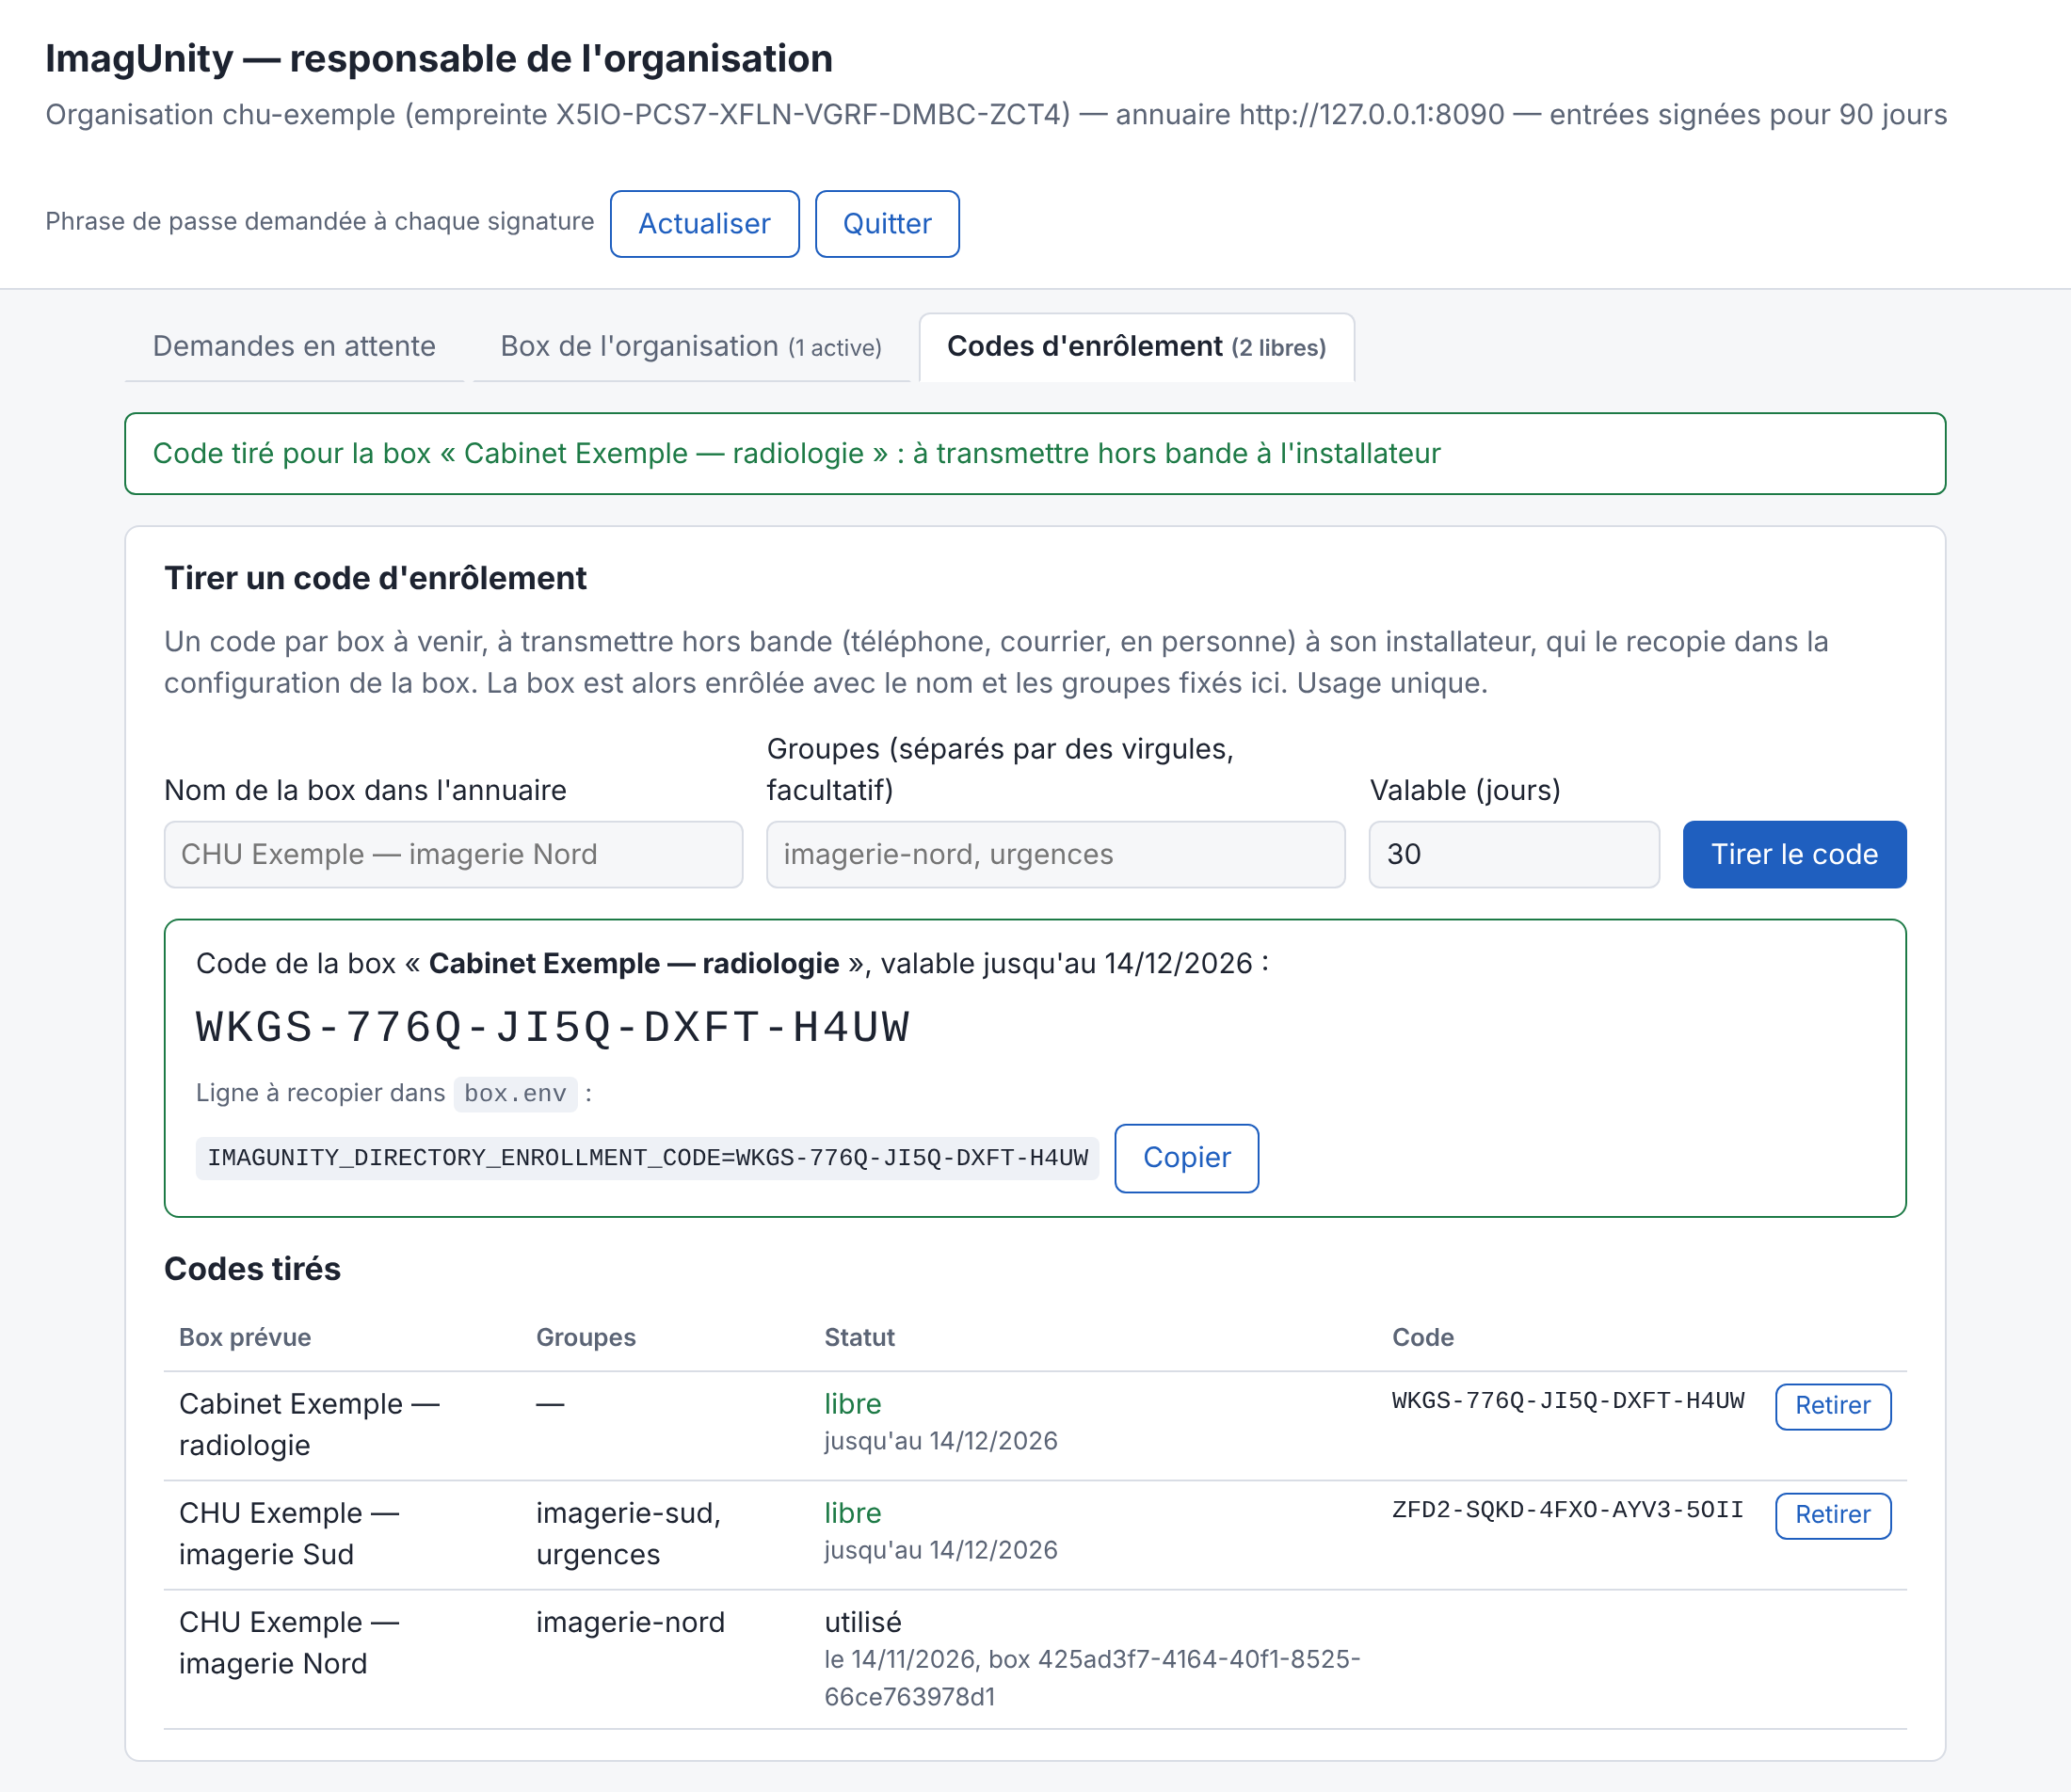 ImagUnity — responsable de l'organisation
Organisation chu-exemple (empreinte X5IO-PCS7-XFLN-VGRF-DMBC-ZCT4) — annuaire http://127.0.0.1:8090 — entrées signées pour 90 jours
Phrase de passe demandée à chaque signature
Actualiser
Quitter
Demandes en attente
Box de l'organisation (1 active)
Codes d'enrôlement (2 libres)
Code tiré pour la box « Cabinet Exemple — radiologie » : à transmettre hors bande à l'installateur
Tirer un code d'enrôlement
Un code par box à venir, à transmettre hors bande (téléphone, courrier, en personne) à son installateur, qui le recopie dans la
configuration de la box. La box est alors enrôlée avec le nom et les groupes fixés ici. Usage unique.
Nom de la box dans l'annuaire
Groupes (séparés par des virgules,
facultatif)
Valable (jours)
CHU Exemple — imagerie Nord
imagerie-nord, urgences
30
Tirer le code
Code de la box « Cabinet Exemple — radiologie », valable jusqu'au 14/12/2026 :
WKGS-776Q-JI5Q-DXFT-H4UW
Ligne à recopier dans box.env :
IMAGUNITY_DIRECTORY_ENROLLMENT_CODE=WKGS-776Q-JI5Q-DXFT-H4UW
Copier
Codes tirés
Box prévue
Groupes
Statut
Code
Cabinet Exemple —
radiologie
—
libre
jusqu'au 14/12/2026
WKGS-776Q-JI5Q-DXFT-H4UW
Retirer
CHU Exemple —
imagerie Sud
imagerie-sud,
urgences
libre
jusqu'au 14/12/2026
ZFD2-SQKD-4FXO-AYV3-5OII
Retirer
CHU Exemple —
imagerie Nord
imagerie-nord
utilisé
le 14/11/2026, box 425ad3f7-4164-40f1-8525-
66ce763978d1